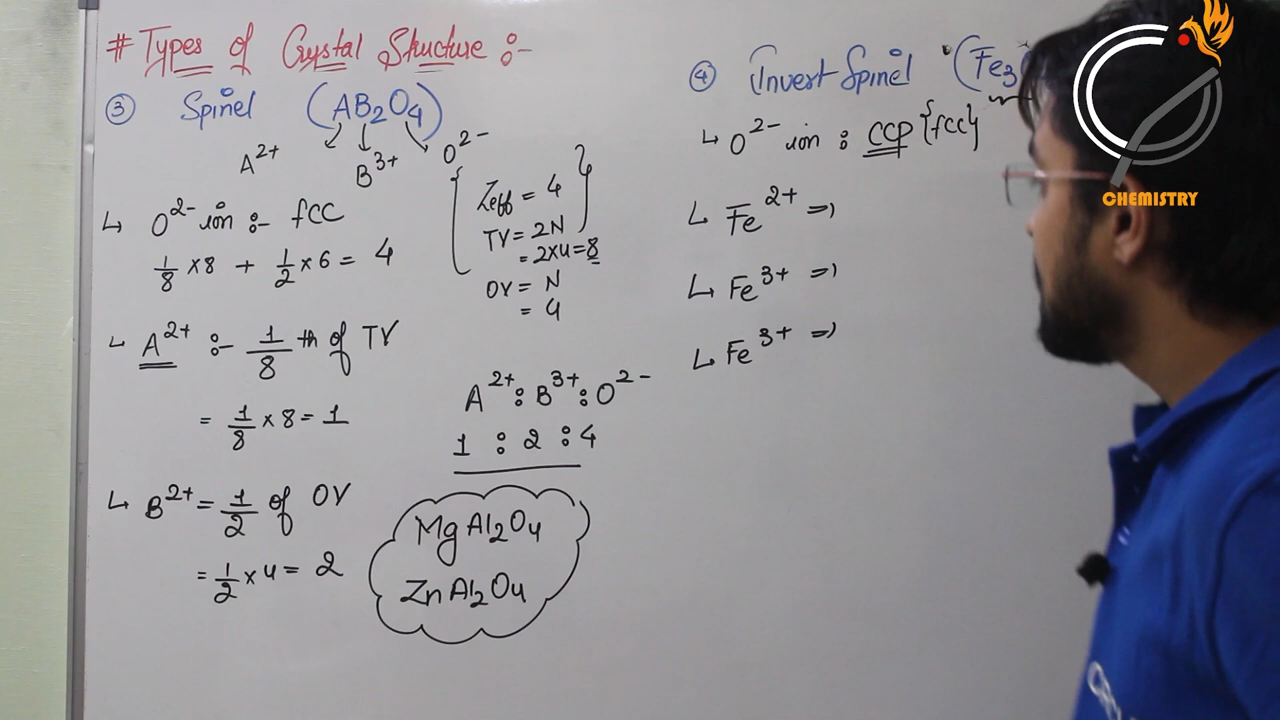 # Types of Crystal Structure :-
③ Spinel (AB₂O₄)
A²⁺ B³⁺ O²⁻
↳ O²⁻ ion :- fcc
1/8 × 8 + 1/2 × 6 = 4
{ Zeff = 4 }
TV = 2N
= 2×4 = 8
OV = N
= 4
↳ A²⁺ :- 1/8 th of TV
= 1/8 × 8 = 1
A²⁺ : B³⁺ : O²⁻
1 : 2 : 4
↳ B²⁺ = 1/2 of OV
= 1/2 × 4 = 2
MgAl₂O₄
ZnAl₂O₄
④ Invest Spinel (Fe₃
↳ O²⁻ ion : CCP {fcc}
↳ Fe²⁺ ⇒
↳ Fe³⁺ ⇒
↳ Fe³⁺ ⇒
CHEMISTRY